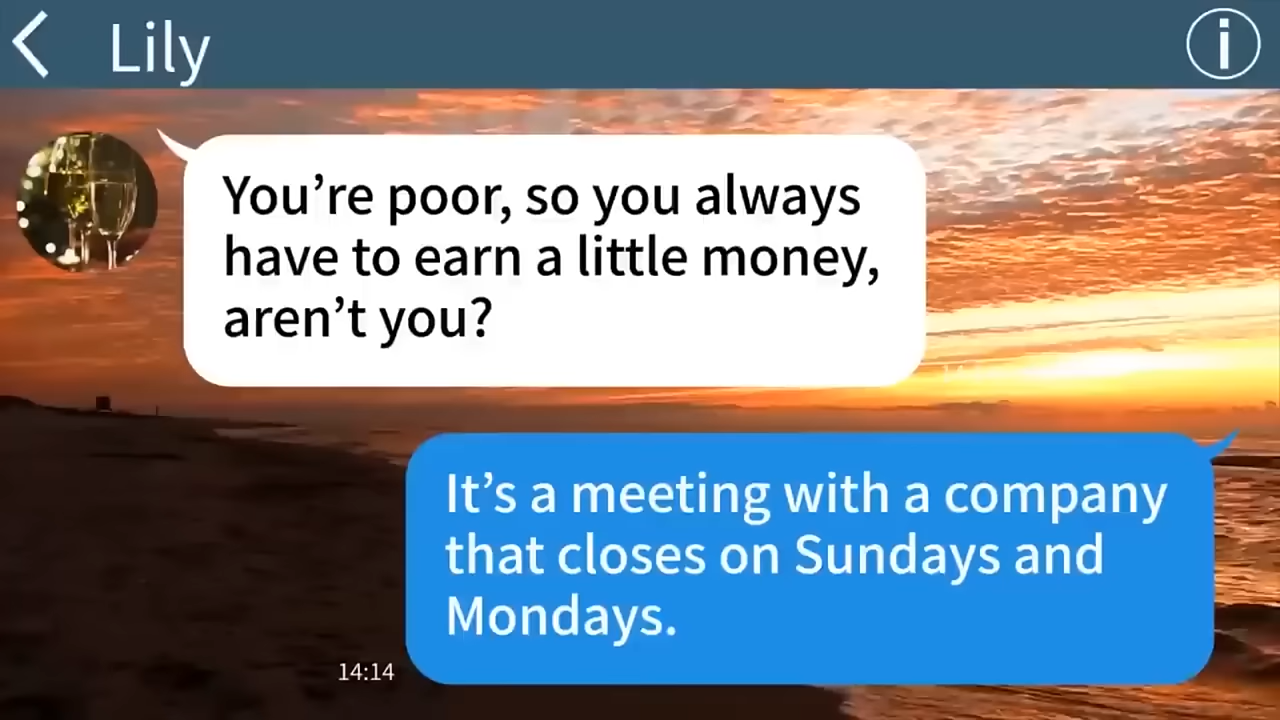 Lily
You’re poor, so you always
have to earn a little money,
aren’t you?
It’s a meeting with a company
that closes on Sundays and
Mondays.
14:14